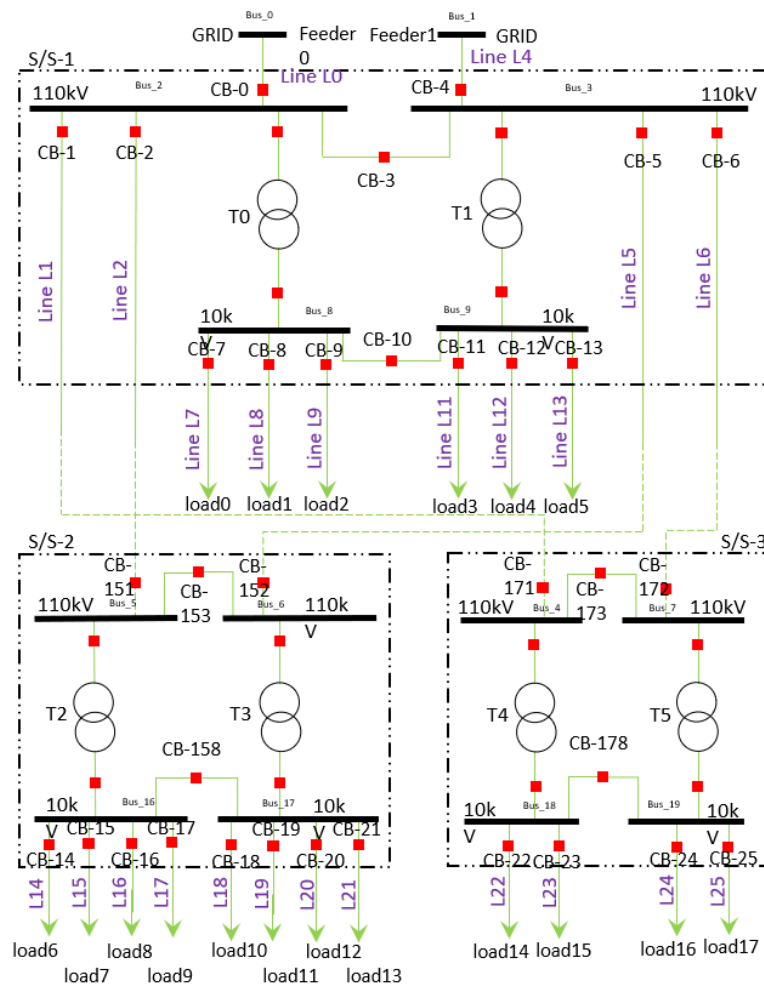 Bus_0
Bus_1
GRID
Feeder 0
Feeder1
GRID
S/S-1
Line L0
Line L4
110kV
Bus_2
CB-0
CB-4
Bus_3
110kV
CB-1
CB-2
CB-3
CB-5
CB-6
T0
T1
Line L1
Line L2
Line L5
Line L6
10kV
Bus_8
CB-10
Bus_9
10kV
CB-7
CB-8
CB-9
CB-11
CB-12
CB-13
Line L7
Line L8
Line L9
Line L11
Line L12
Line L13
load0
load1
load2
load3
load4
load5
S/S-2
S/S-3
CB-151
CB-153
CB-152
CB-171
CB-173
CB-172
110kV
Bus_5
Bus_6
110kV
110kV
Bus_4
Bus_7
110kV
T2
T3
T4
T5
CB-158
CB-178
10kV
Bus_16
Bus_17
10kV
10kV
Bus_18
Bus_19
10kV
CB-14
CB-15
CB-16
CB-17
CB-18
CB-19
CB-20
CB-21
CB-22
CB-23
CB-24
CB-25
L14
L15
L16
L17
L18
L19
L20
L21
L22
L23
L24
L25
load6
load7
load8
load9
load10
load11
load12
load13
load14
load15
load16
load17